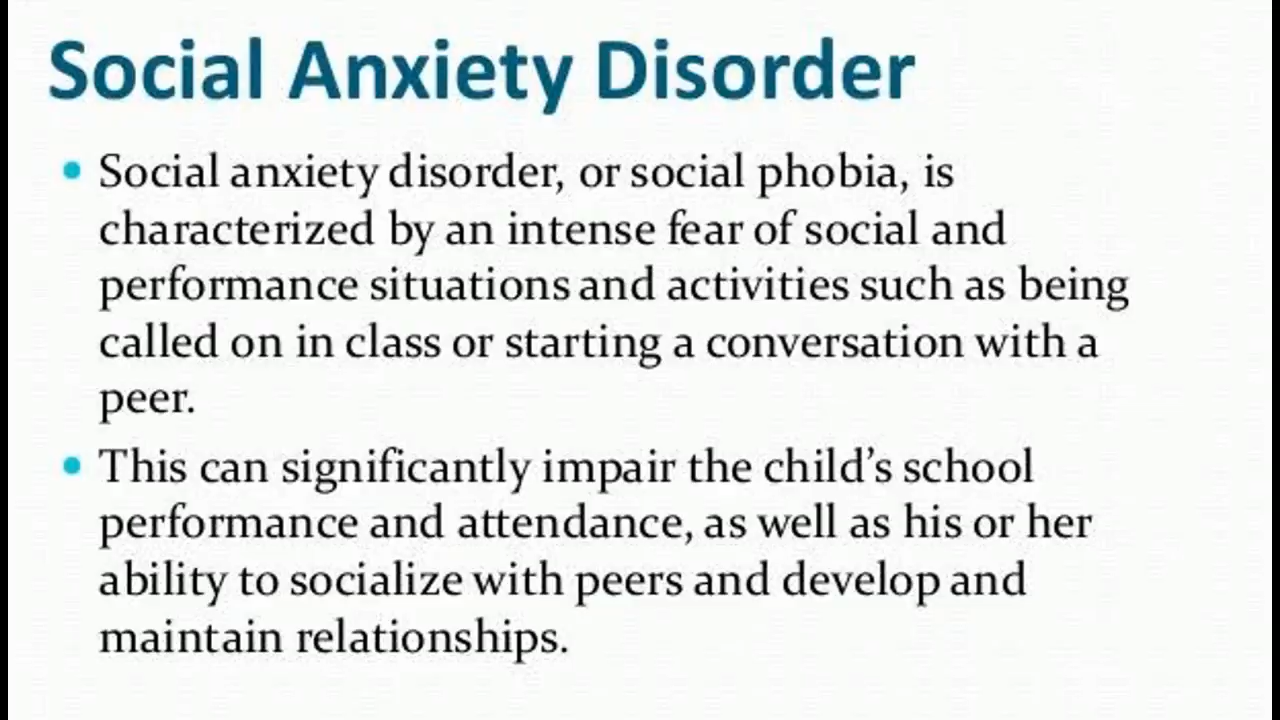 Social Anxiety Disorder
• Social anxiety disorder, or social phobia, is
characterized by an intense fear of social and
performance situations and activities such as being
called on in class or starting a conversation with a
peer.
• This can significantly impair the child’s school
performance and attendance, as well as his or her
ability to socialize with peers and develop and
maintain relationships.